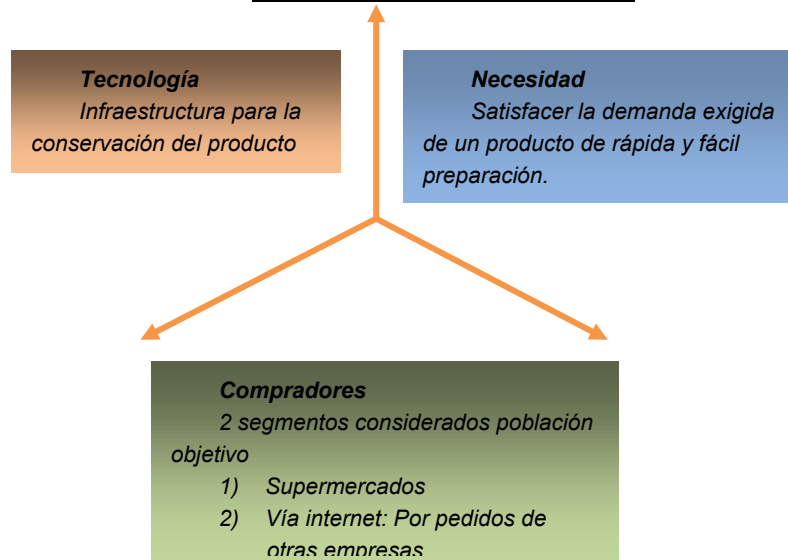 Tecnología
Infraestructura para la
conservación del producto
Necesidad
Satisfacer la demanda exigida
de un producto de rápida y fácil
preparación.
Compradores
2 segmentos considerados población
objetivo
1) Supermercados
2) Vía internet: Por pedidos de
otras empresas